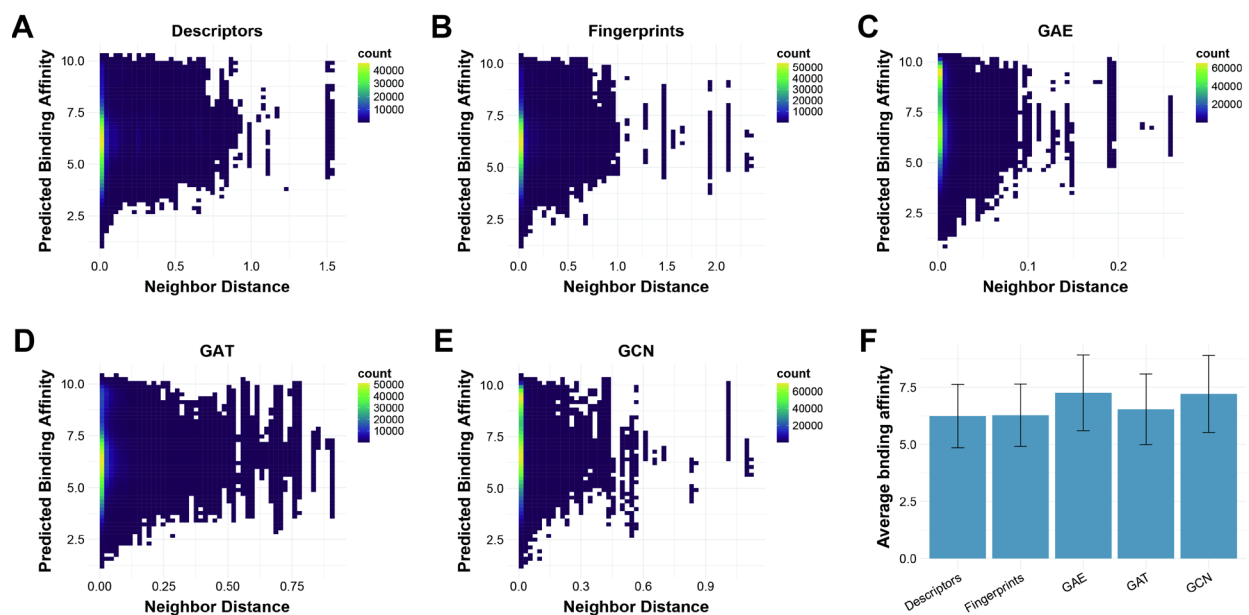 A
Descriptors
Predicted Binding Affinity
10.0
7.5
5.0
2.5
0.0
0.5
1.0
1.5
Neighbor Distance
count
40000
30000
20000
10000
B
Fingerprints
Predicted Binding Affinity
10.0
7.5
5.0
2.5
0.0
0.5
1.0
1.5
2.0
Neighbor Distance
count
50000
40000
30000
20000
10000
C
GAE
Predicted Binding Affinity
10.0
7.5
5.0
2.5
0.0
0.1
0.2
Neighbor Distance
count
60000
40000
20000
D
GAT
Predicted Binding Affinity
10.0
7.5
5.0
2.5
0.00
0.25
0.50
0.75
Neighbor Distance
count
50000
40000
30000
20000
10000
E
GCN
Predicted Binding Affinity
10.0
7.5
5.0
2.5
0.0
0.3
0.6
0.9
Neighbor Distance
count
60000
40000
20000
F
Average bnding affinity
7.5
5.0
2.5
0.0
Descriptors
Fingerprints
GAE
GAT
GCN